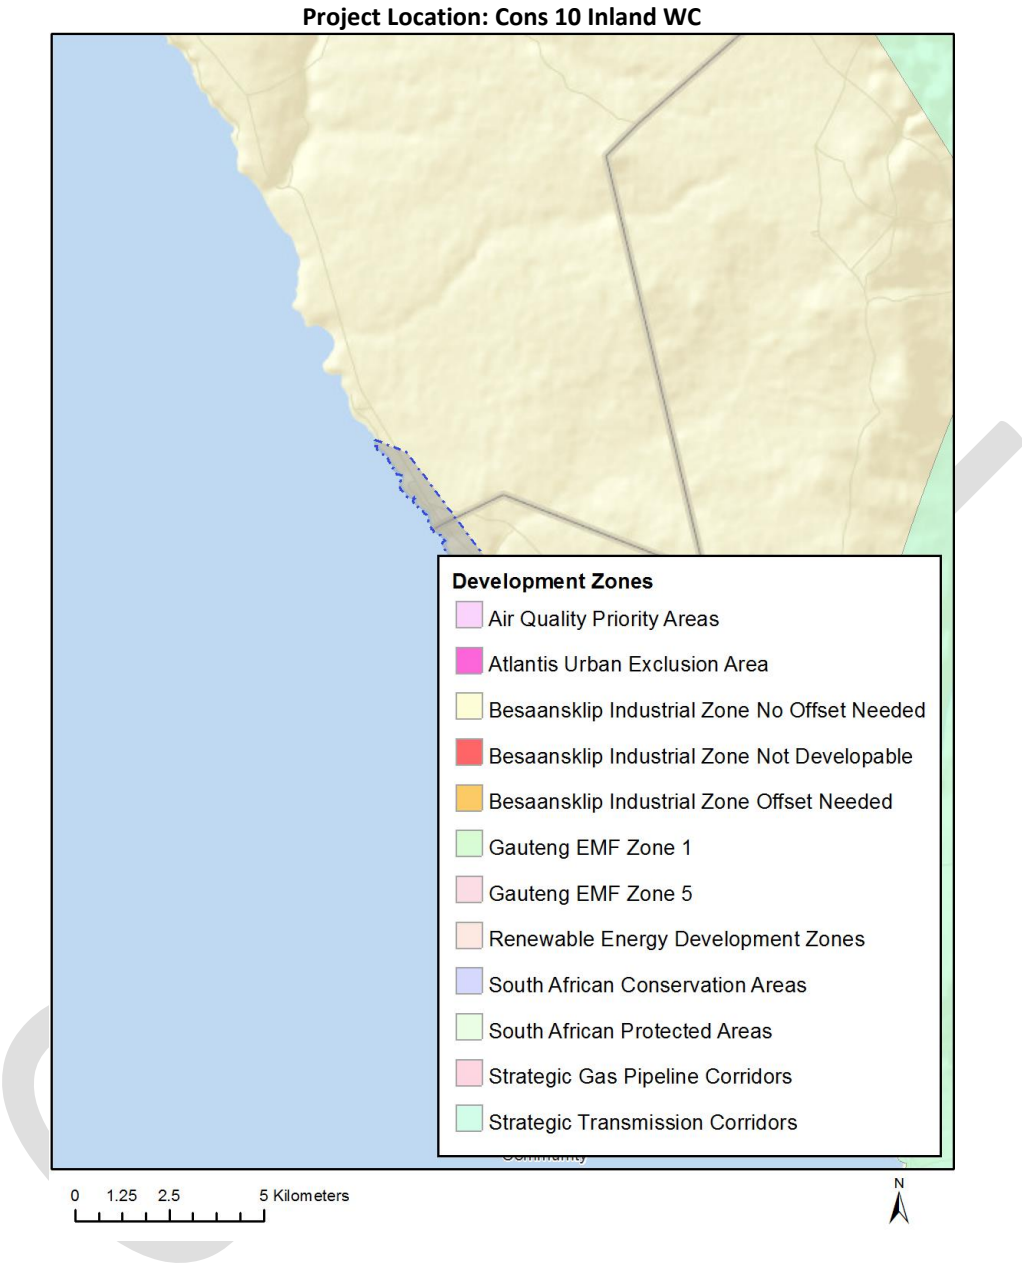 Project Location: Cons 10 Inland WC
Development Zones
Air Quality Priority Areas
Atlantis Urban Exclusion Area
Besaansklip Industrial Zone No Offset Needed
Besaansklip Industrial Zone Not Developable
Besaansklip Industrial Zone Offset Needed
Gauteng EMF Zone 1
Gauteng EMF Zone 5
Renewable Energy Development Zones
South African Conservation Areas
South African Protected Areas
Strategic Gas Pipeline Corridors
Strategic Transmission Corridors
Community
0 1.25 2.5 5 Kilometers
N